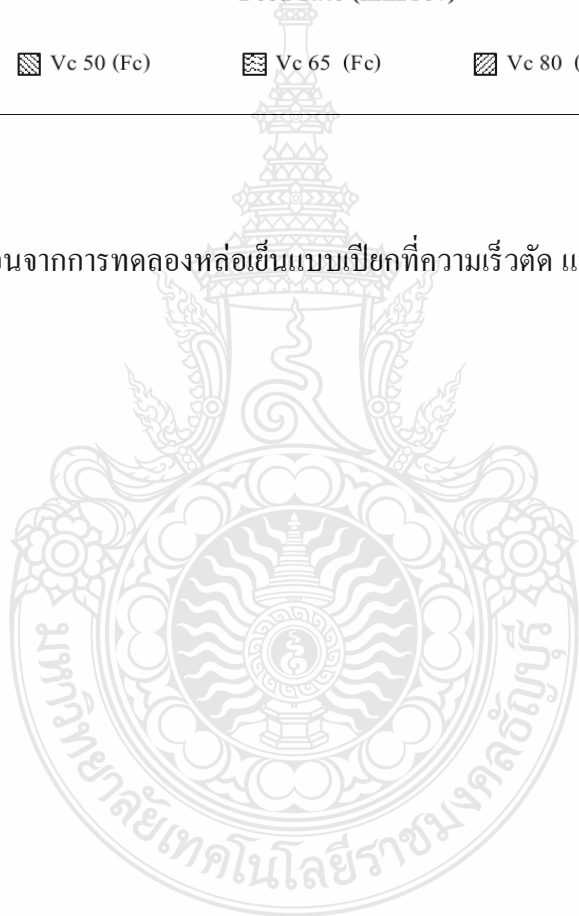 Vc 50 (Fc) Vc 65 (Fc) Vc 80
จากการทดลองหล่อเย็นแบบเปียกที่ความเร็วตัด
มหาวิทยาลัยเทคโนโลยีราชมงคลธัญบุรี